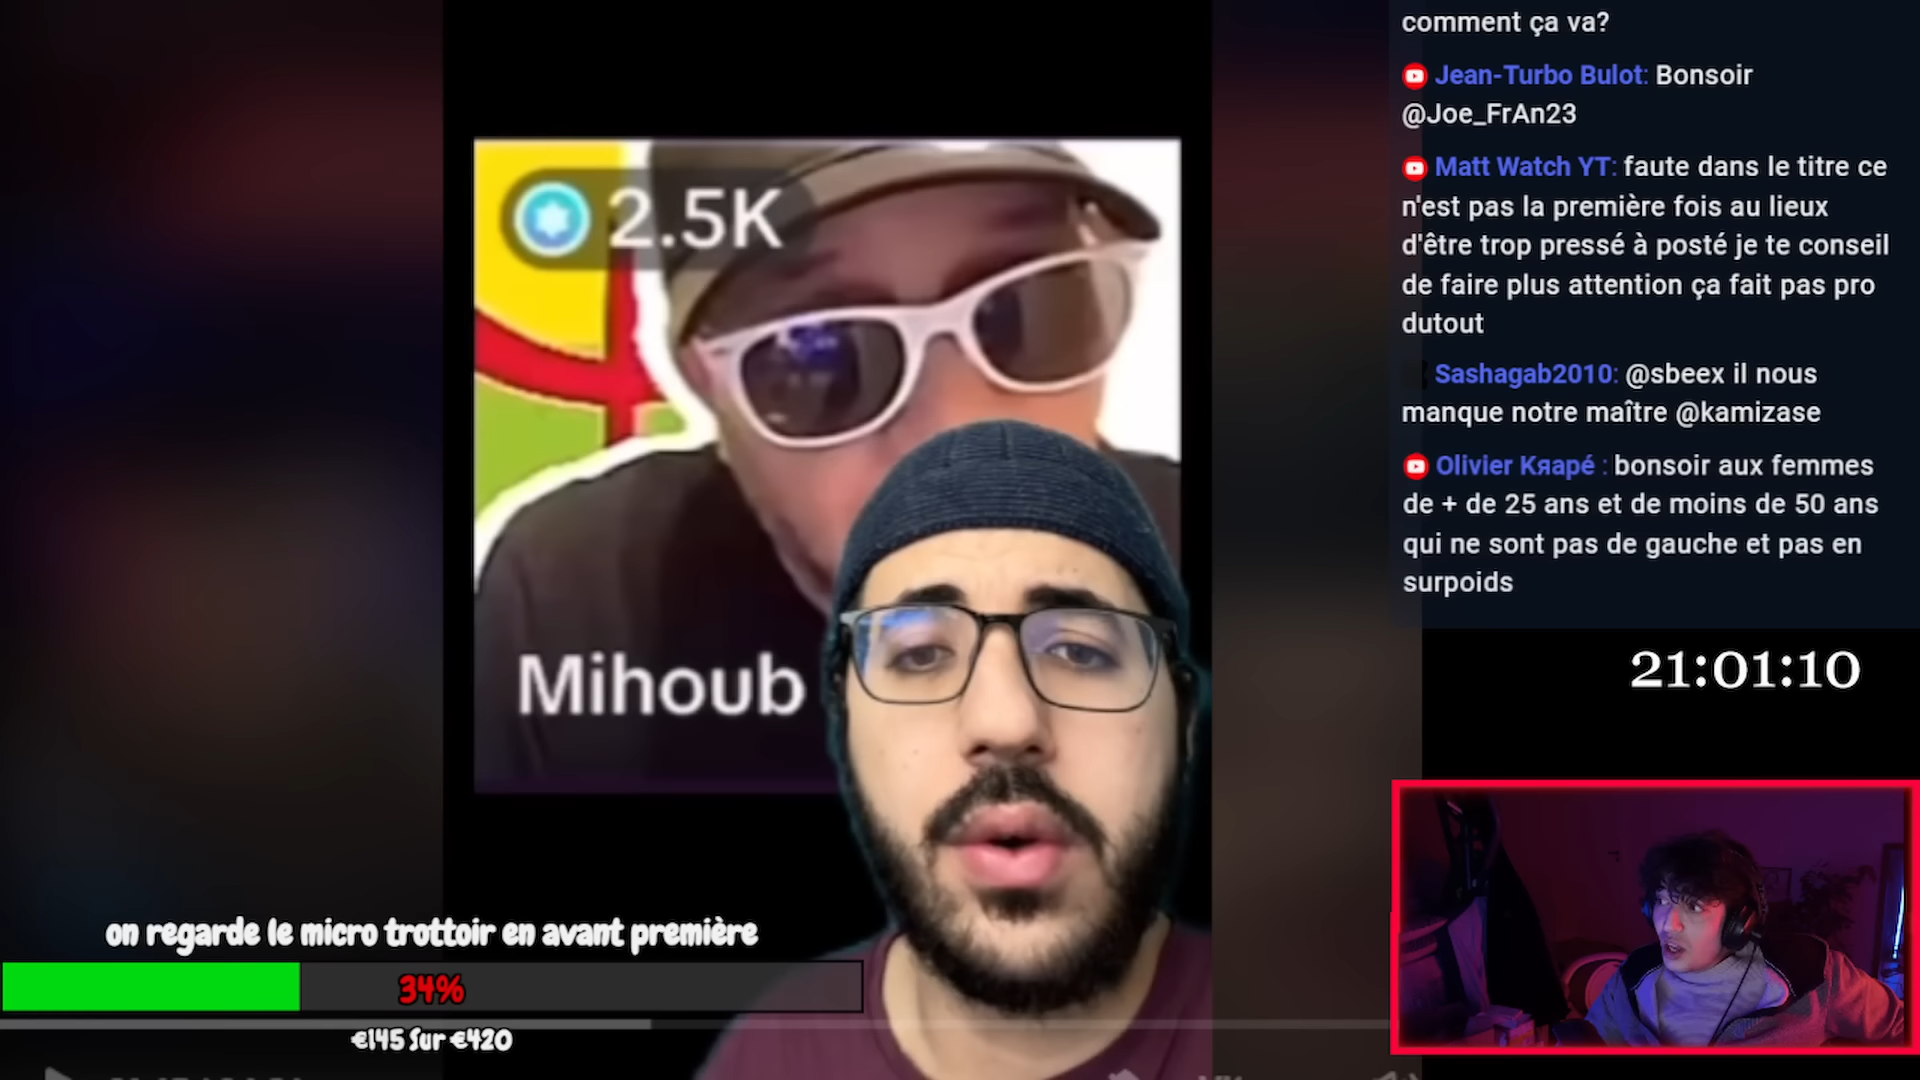 2.5K
Mihoub
on regarde le micro trottoir en avant première
34%
€145 sur €420
comment ça va?
Jean-Turbo Bulot: Bonsoir
@Joe_FrAn23
Matt Watch YT: faute dans le titre ce
n'est pas la première fois au lieux
d'être trop pressé à posté je te conseil
de faire plus attention ça fait pas pro
dutout
Sashagab2010: @sbeex il nous
manque notre maître @kamizase
Olivier Kяapé : bonsoir aux femmes
de + de 25 ans et de moins de 50 ans
qui ne sont pas de gauche et pas en
surpoids
21:01:10